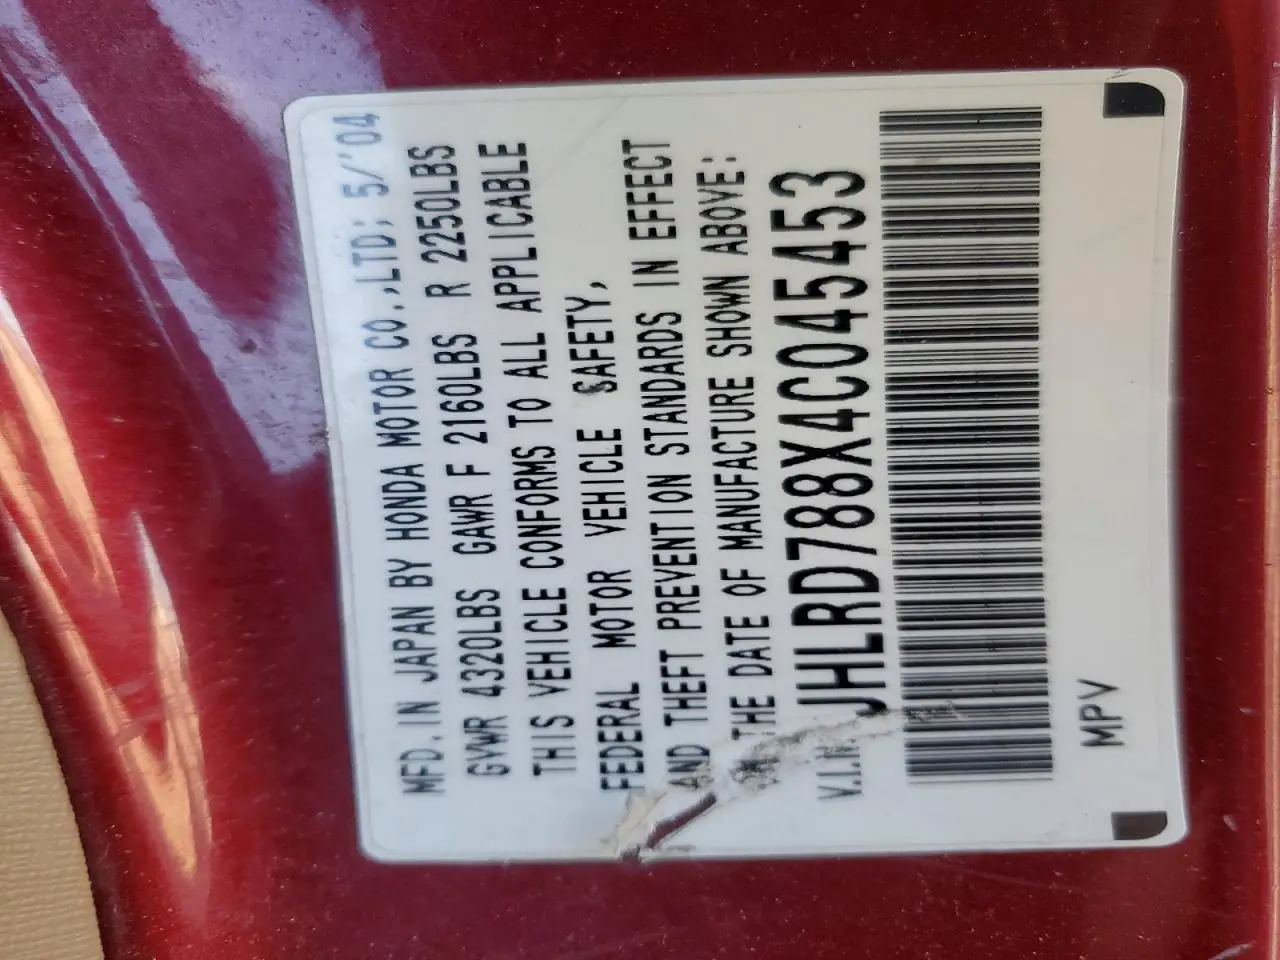 MFD. IN JAPAN BY HONDA MOTOR CO.,LTD; 5/'04
GVWR 4320LBS GAWR F 2160LBS R 2250LBS
THIS VEHICLE CONFORMS TO ALL APPLICABLE
FEDERAL MOTOR VEHICLE SAFETY,
AND THEFT PREVENTION STANDARDS IN EFFECT
THE DATE OF MANUFACTURE SHOWN ABOVE:
V.I.N JHLRD788X4C045453
MPV